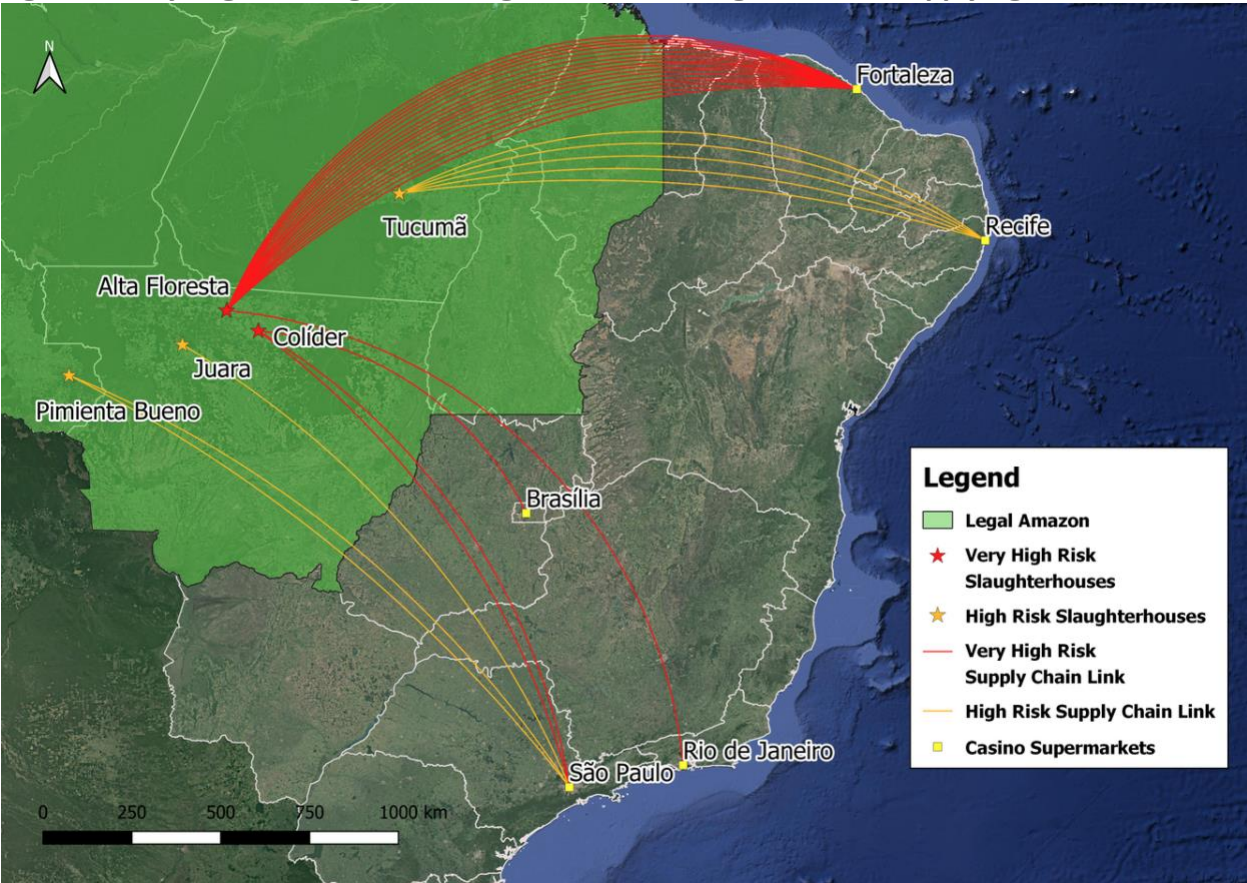 N
Fortaleza
Tucumã
Recife
Alta Floresta
Colíder
Juara
Pimienta Bueno
Brasília
Legend
Legal Amazon
Very High Risk
Slaughterhouses
High Risk Slaughterhouses
Very High Risk
Supply Chain Link
High Risk Supply Chain Link
Casino Supermarkets
Rio de Janeiro
São Paulo
0 250 500 750 1000 km